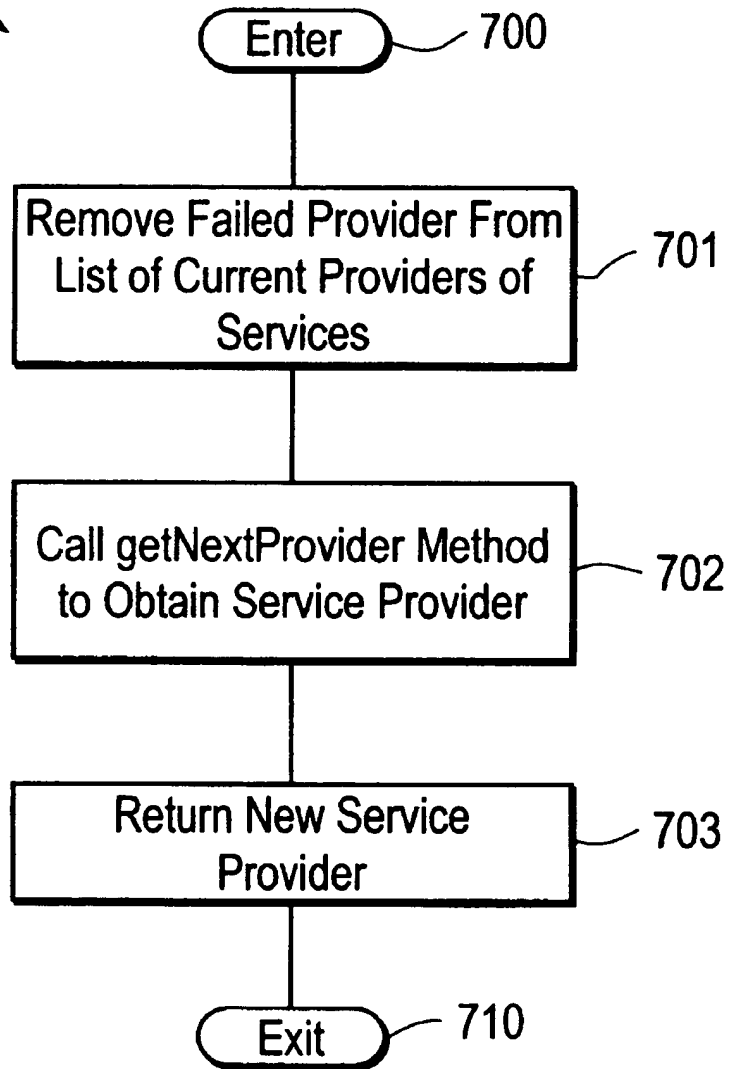 Enter
700
Remove Failed Provider From
List of Current Providers of
Services
701
Call getNextProvider Method
to Obtain Service Provider
702
Return New Service
Provider
703
Exit
710